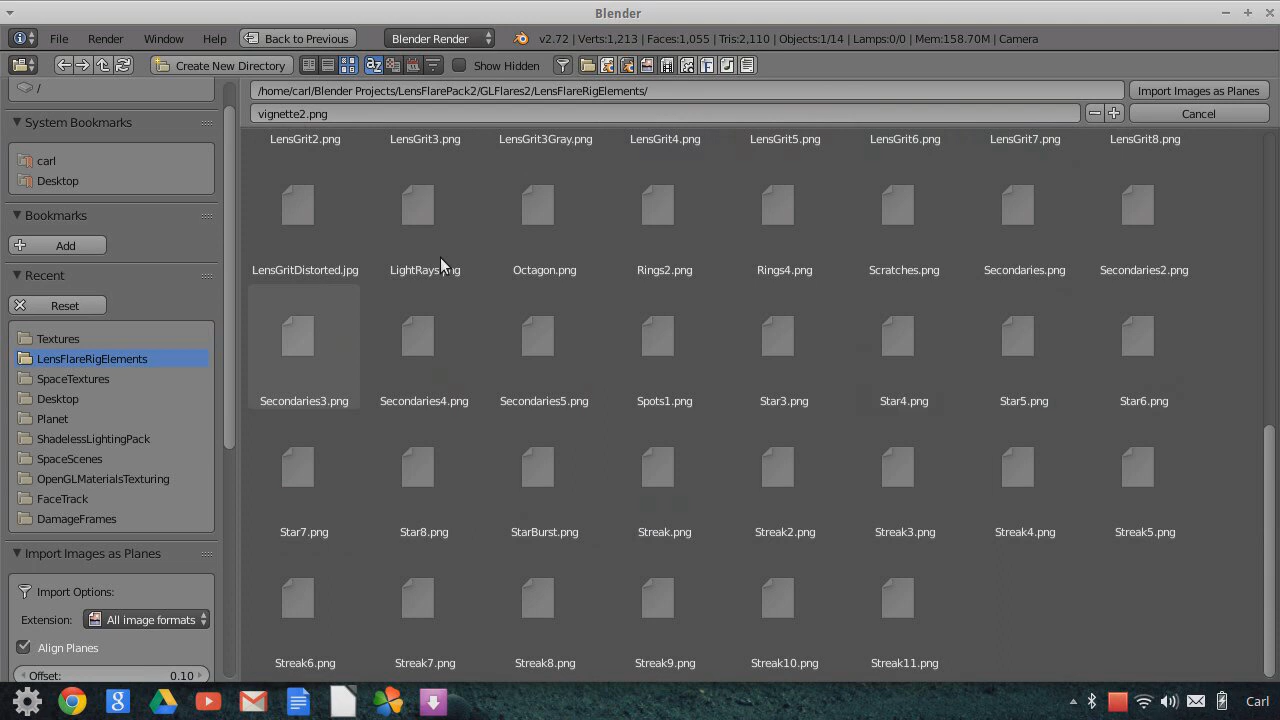 Blender
File Render Window Help Back to Previous Blender Render v2.72 | Verts:1,213 | Faces:1,055 | Tris:2,110 | Objects:1/14 | Lamps:0/0 | Mem:158.70M | Camera
Create New Directory Show Hidden
/
/home/carl/Blender Projects/LensFlarePack2/GLFlares2/LensFlareRigElements/ Import Images as Planes
vignette2.png Cancel
System Bookmarks
carl
Desktop
Bookmarks
Add
Recent
Reset
Textures
LensFlareRigElements
SpaceTextures
Desktop
Planet
ShadelessLightingPack
SpaceScenes
OpenGLMaterialsTexturing
FaceTrack
DamageFrames
Import Images as Planes
Import Options:
Extension: All image formats
Align Planes
Offset: 0.10
LensGrit2.png LensGrit3.png LensGrit3Gray.png LensGrit4.png LensGrit5.png LensGrit6.png LensGrit7.png LensGrit8.png
LensGritDistorted.jpg LightRays.png Octagon.png Rings2.png Rings4.png Scratches.png Secondaries.png Secondaries2.png
Secondaries3.png Secondaries4.png Secondaries5.png Spots1.png Star3.png Star4.png Star5.png Star6.png
Star7.png Star8.png StarBurst.png Streak.png Streak2.png Streak3.png Streak4.png Streak5.png
Streak6.png Streak7.png Streak8.png Streak9.png Streak10.png Streak11.png
Carl